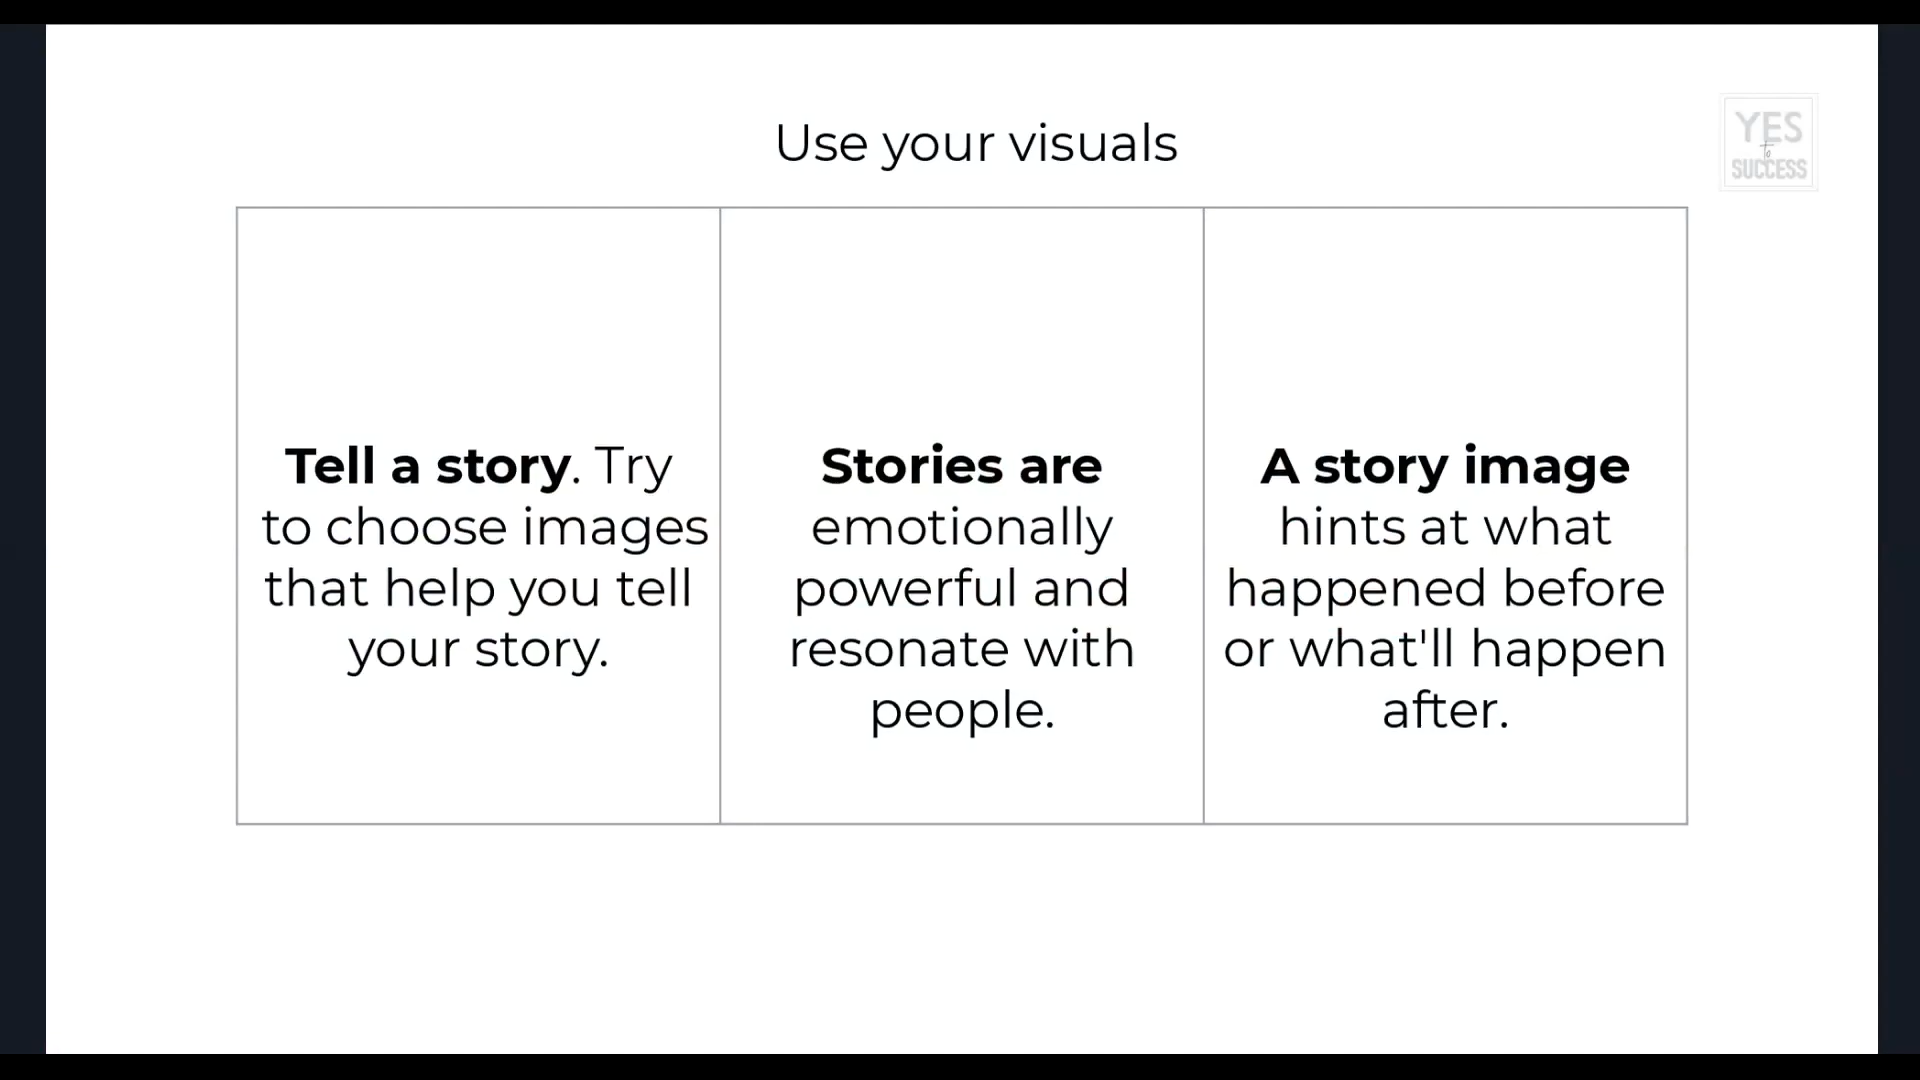 Use your visuals
YES
To
SUCCESS
Tell a story. Try
to choose images
that help you tell
your story.
Stories are
emotionally
powerful and
resonate with
people.
A story image
hints at what
happened before
or what'll happen
after.